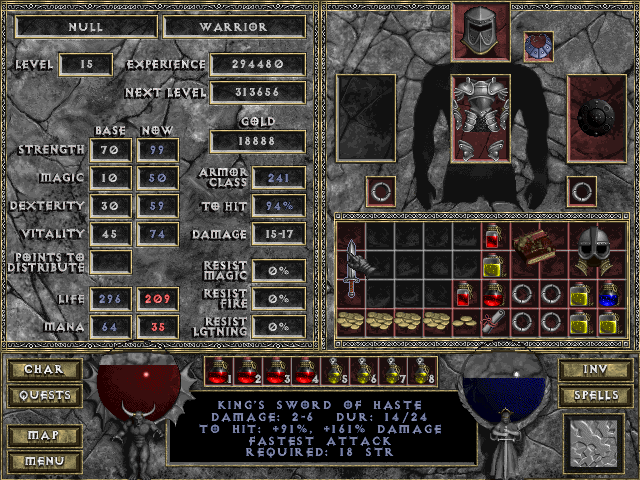 NULL WARRIOR
LEVEL 15 EXPERIENCE 294480
NEXT LEVEL 313656
BASE NOW GOLD
18888
STRENGTH 70 99
MAGIC 10 50 ARMOR CLASS 241
DEXTERITY 30 59 TO HIT 94%
VITALITY 45 74 DAMAGE 15-17
POINTS TO DISTRIBUTE
RESIST MAGIC 0%
LIFE 296 209 RESIST FIRE 0%
MANA 64 35 RESIST LGTNING 0%
CHAR
QUESTS
MAP
MENU
1 2 3 4 5 6 7 8
KING'S SWORD OF HASTE
DAMAGE: 2-6 DUR: 14/24
TO HIT: +91%, +161% DAMAGE
FASTEST ATTACK
REQUIRED: 18 STR
INV
SPELLS